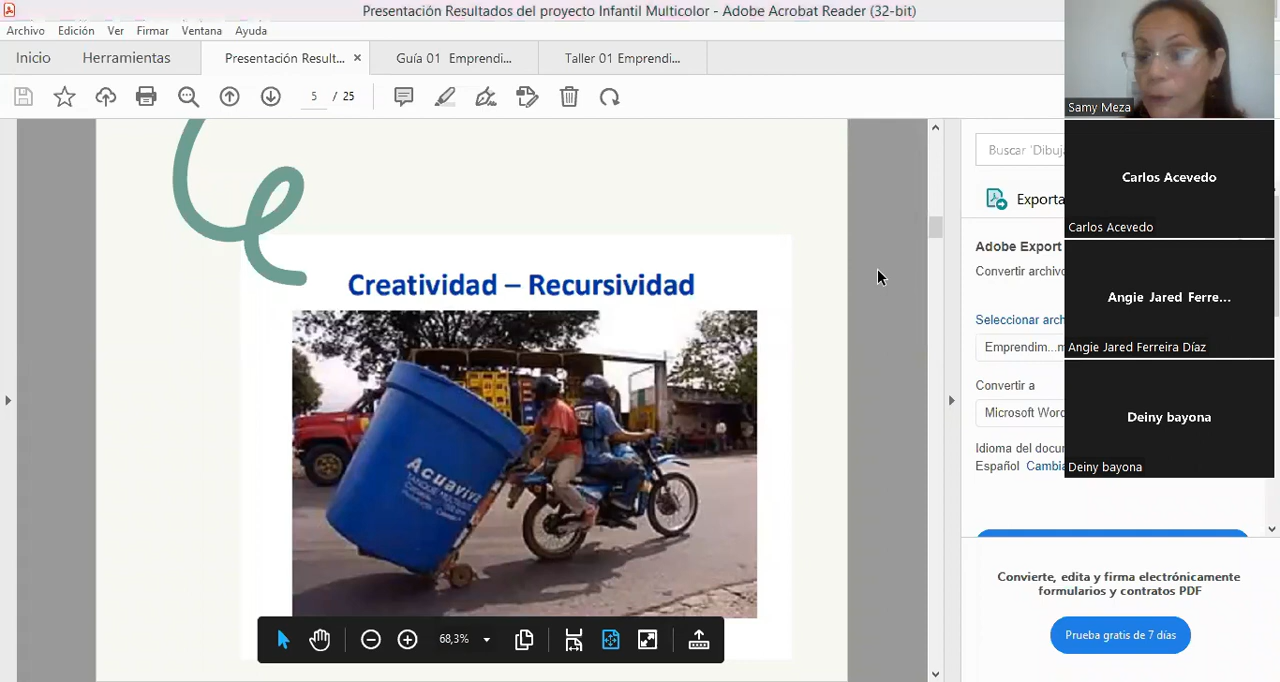 Presentación Resultados del proyecto Infantil Multicolor - Adobe Acrobat Reader (32-bit)
Archivo Edición Ver Firmar Ventana Ayuda
Inicio Herramientas Presentación Result... × Guía 01 Emprendi... Taller 01 Emprendi...
5 / 25
Buscar 'Dibuj
Exporta
Adobe Export
Convertir archivo
Seleccionar arch
Emprendim...m
Convertir a
Microsoft Word
Idioma del docum
Español Cambia
Convierte, edita y firma electrónicamente
formularios y contratos PDF
Prueba gratis de 7 días
Creatividad – Recursividad
Acuaviva
68,3%
Samy Meza
Carlos Acevedo
Carlos Acevedo
Angie Jared Ferre...
Angie Jared Ferreira Díaz
Deiny bayona
Deiny bayona